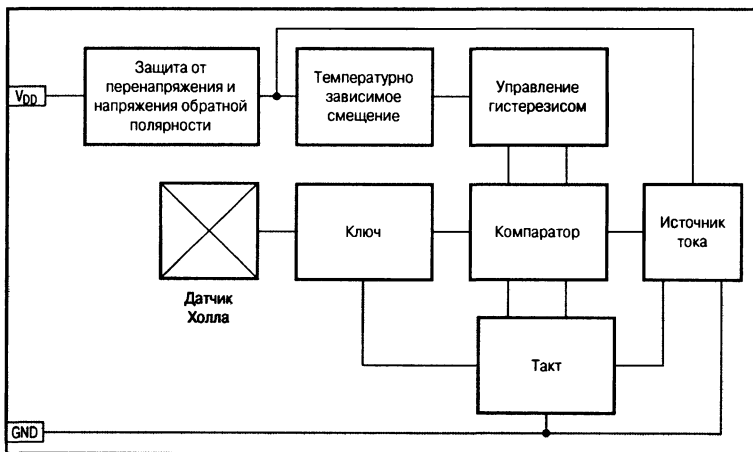 Защита от
перенапряжения и
напряжения обратной
полярности
Температурно
зависимое
смещение
Управление
гистерезисом
VDD
Ключ
Компаратор
Источник
тока
Датчик
Холла
Такт
GND